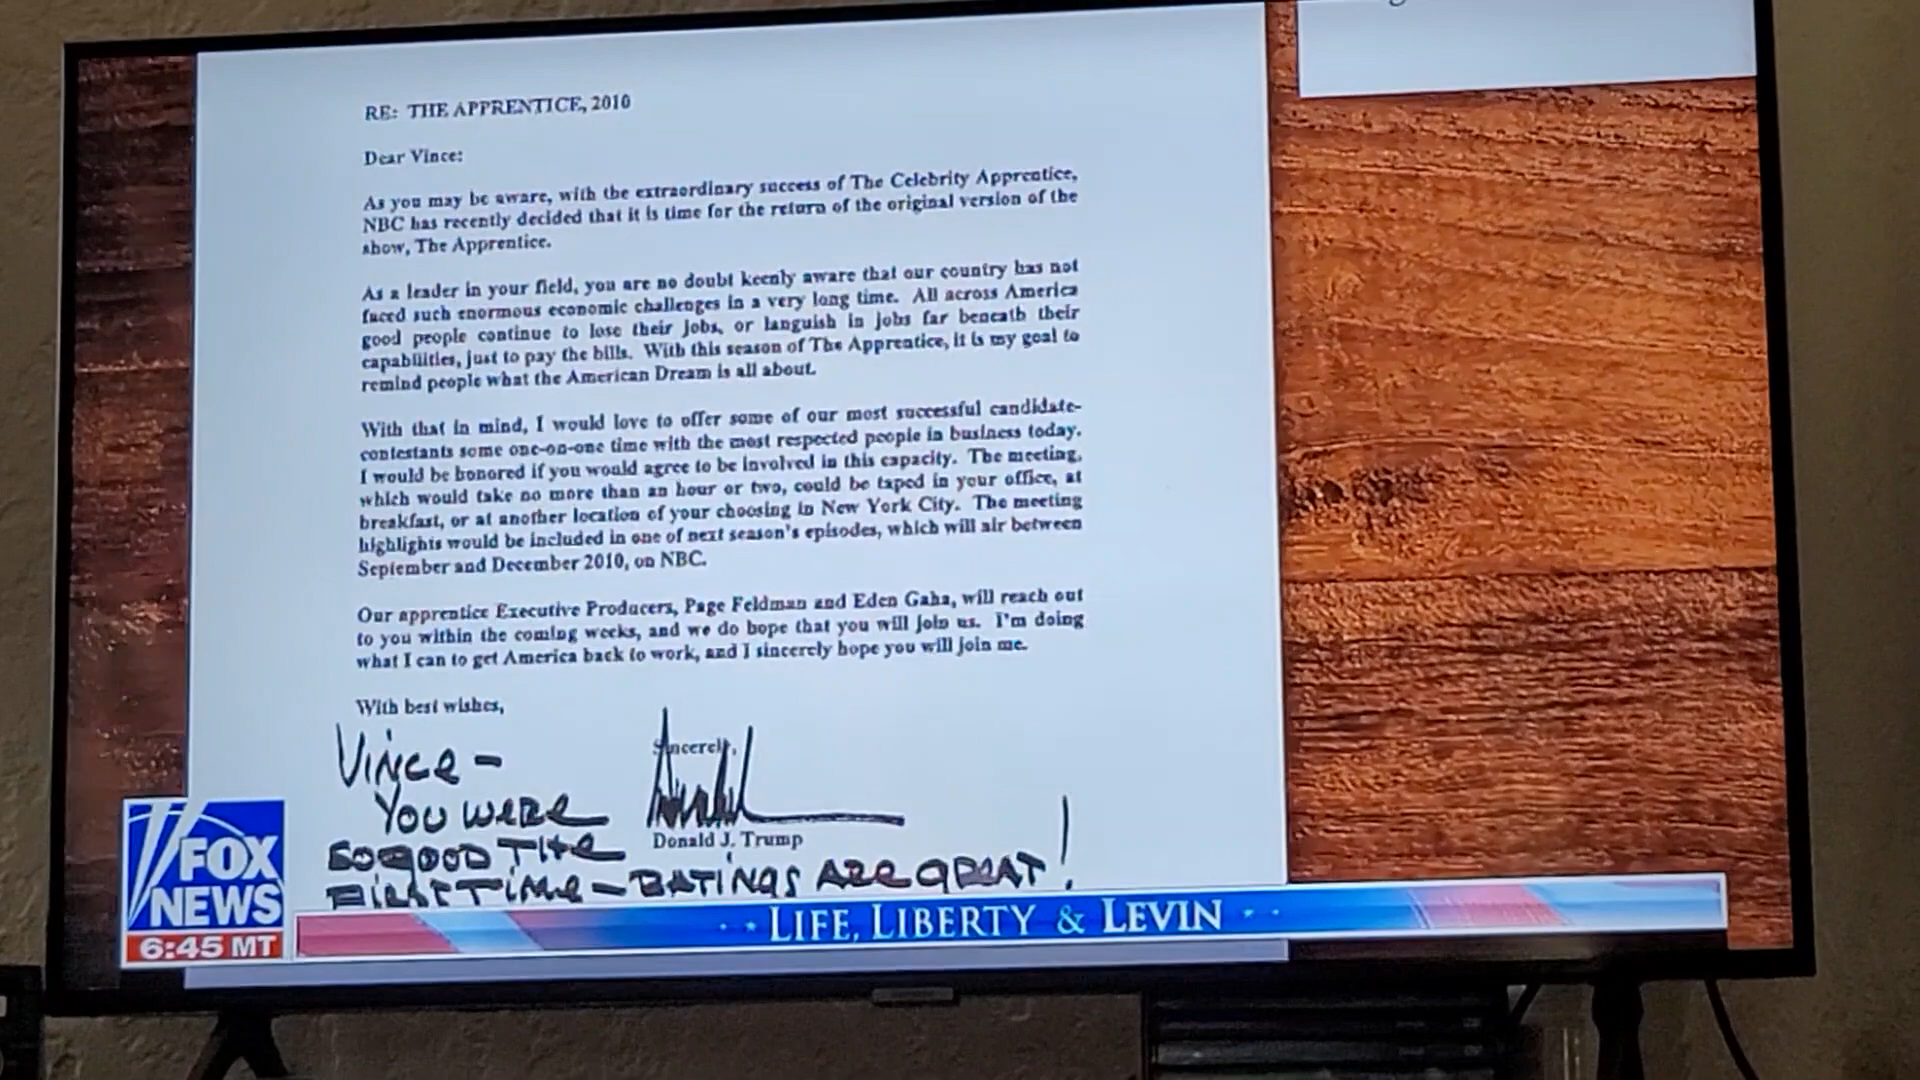 RE: THE APPRENTICE, 2010
Dear Vince:
As you may be aware, with the extraordinary success of The Celebrity Apprentice,
NBC has recently decided that it is time for the return of the original version of the
show, The Apprentice.
As a leader in your field, you are no doubt keenly aware that our country has not
faced such enormous economic challenges in a very long time. All across America
good people continue to lose their jobs, or languish in jobs far beneath their
capabilities, just to pay the bills. With this season of The Apprentice, it is my goal to
remind people what the American Dream is all about.
With that in mind, I would love to offer some of our most successful candidate-
contestants some one-on-one time with the most respected people in business today.
I would be honored if you would agree to be involved in this capacity. The meeting,
which would take no more than an hour or two, could be taped in your office, at
breakfast, or at another location of your choosing in New York City. The meeting
highlights would be included in one of next season's episodes, which will air between
September and December 2010, on NBC.
Our apprentice Executive Producers, Page Feldman and Eden Gaha, will reach out
to you within the coming weeks, and we do hope that you will join us. I'm doing
what I can to get America back to work, and I sincerely hope you will join me.
With best wishes,
Sincerely,
Donald J. Trump
VINCE -
YOU WERE
SO GOOD THE
FIRST TIME - RATINGS ARE GREAT!
FOX
NEWS
6:45 MT
LIFE, LIBERTY & LEVIN